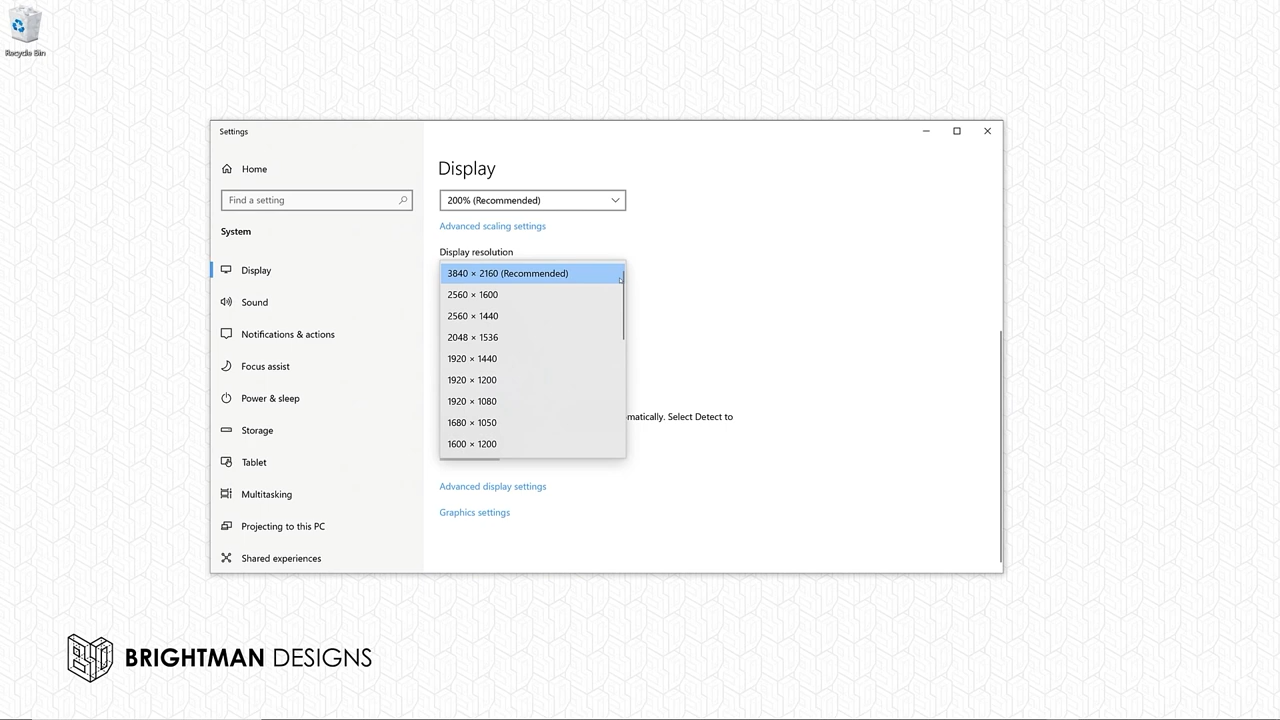 Recycle Bin
Settings
Home
Find a setting
System
Display
Sound
Notifications & actions
Focus assist
Power & sleep
Storage
Tablet
Multitasking
Projecting to this PC
Shared experiences
Display
200% (Recommended)
Advanced scaling settings
Display resolution
3840 × 2160 (Recommended)
2560 × 1600
2560 × 1440
2048 × 1536
1920 × 1440
1920 × 1200
1920 × 1080
1680 × 1050
1600 × 1200
matically. Select Detect to
Advanced display settings
Graphics settings
BRIGHTMAN DESIGNS